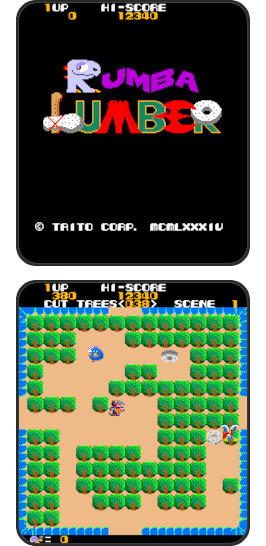 1UP HI-SCORE
0 12340
RUMBA
LUMBER
© TAITO CORP. MCMLXXXIV
1UP HI-SCORE
380 12340
CUT TREES<038> SCENE 1
= 0